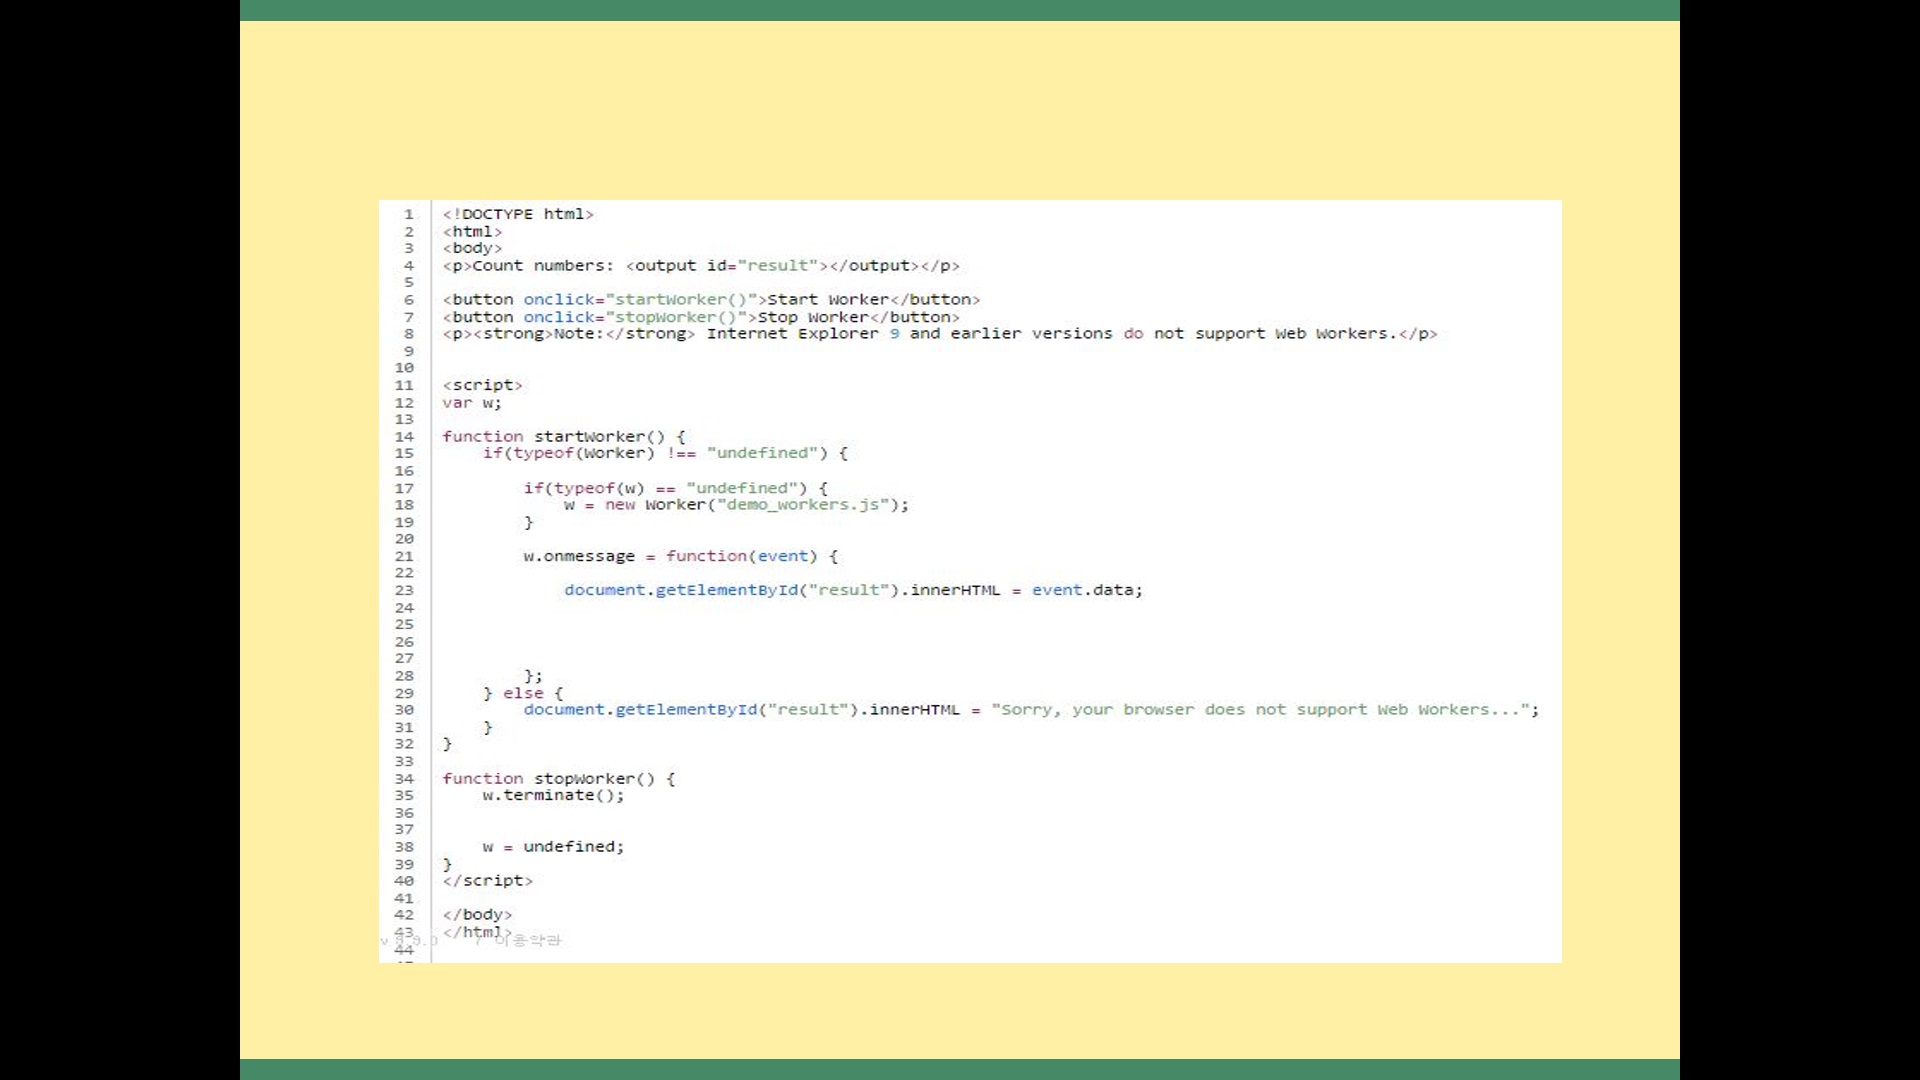 1 <!DOCTYPE html>
2 <html>
3 <body>
4 <p>Count numbers: <output id="result"></output></p>
5
6 <button onclick="startWorker()">Start Worker</button>
7 <button onclick="stopWorker()">Stop Worker</button>
8 <p><strong>Note:</strong> Internet Explorer 9 and earlier versions do not support Web Workers.</p>
9
10
11 <script>
12 var w;
13
14 function startWorker() {
15     if(typeof(Worker) !== "undefined") {
16
17         if(typeof(w) == "undefined") {
18             w = new Worker("demo_workers.js");
19         }
20
21         w.onmessage = function(event) {
22
23             document.getElementById("result").innerHTML = event.data;
24
25
26
27
28         };
29     } else {
30         document.getElementById("result").innerHTML = "Sorry, your browser does not support Web Workers...";
31     }
32 }
33
34 function stopWorker() {
35     w.terminate();
36
37
38     w = undefined;
39 }
40 </script>
41
42 </body>
43 </html>
이용약관
44